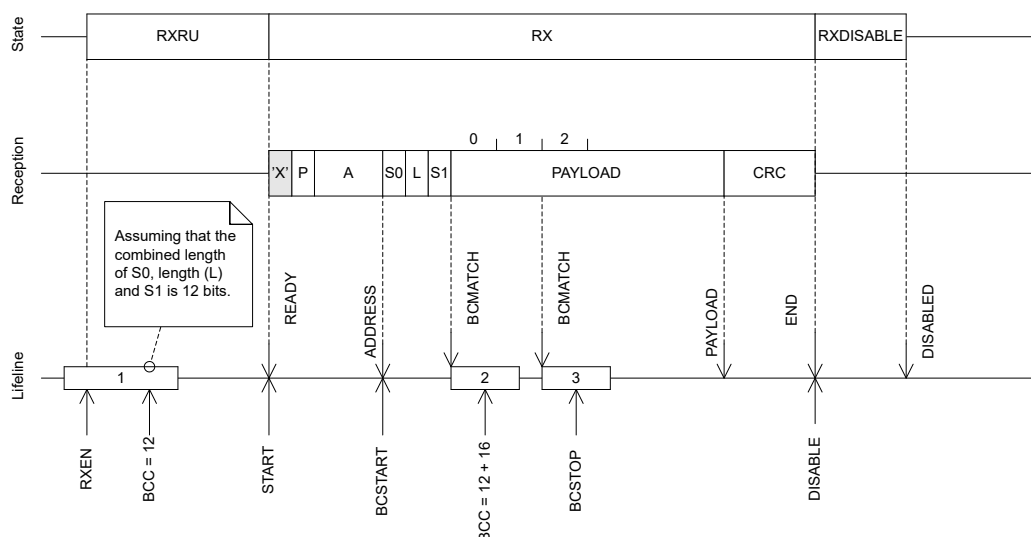 State
RXRU
RX
RXDISABLE
Reception
0
1
2
'X'
P
A
S0
L
S1
PAYLOAD
CRC
Assuming that the
combined length
of S0, length (L)
and S1 is 12 bits.
READY
ADDRESS
BCMATCH
BCMATCH
PAYLOAD
END
DISABLED
Lifeline
1
2
3
RXEN
BCC = 12
START
BCSTART
BCC = 12 + 16
BCSTOP
DISABLE